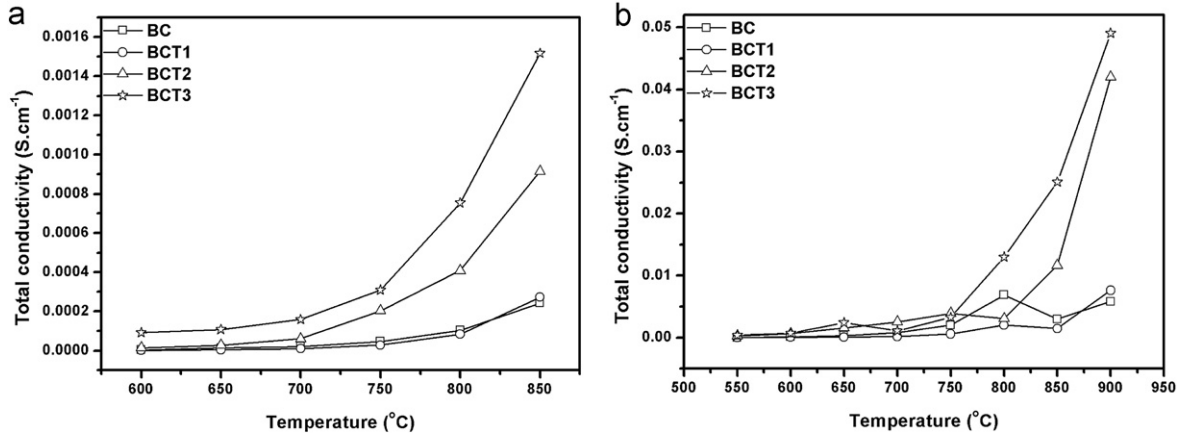 a
BC
BCT1
BCT2
BCT3
Total conductivity (S.cm⁻¹)
0.0016
0.0014
0.0012
0.0010
0.0008
0.0006
0.0004
0.0002
0.0000
600 650 700 750 800 850
Temperature (°C)
b
BC
BCT1
BCT2
BCT3
Total conductivity (S.cm⁻¹)
0.05
0.04
0.03
0.02
0.010
0.00
500 550 600 650 700 750 800 850 900 950
Temperature (°C)